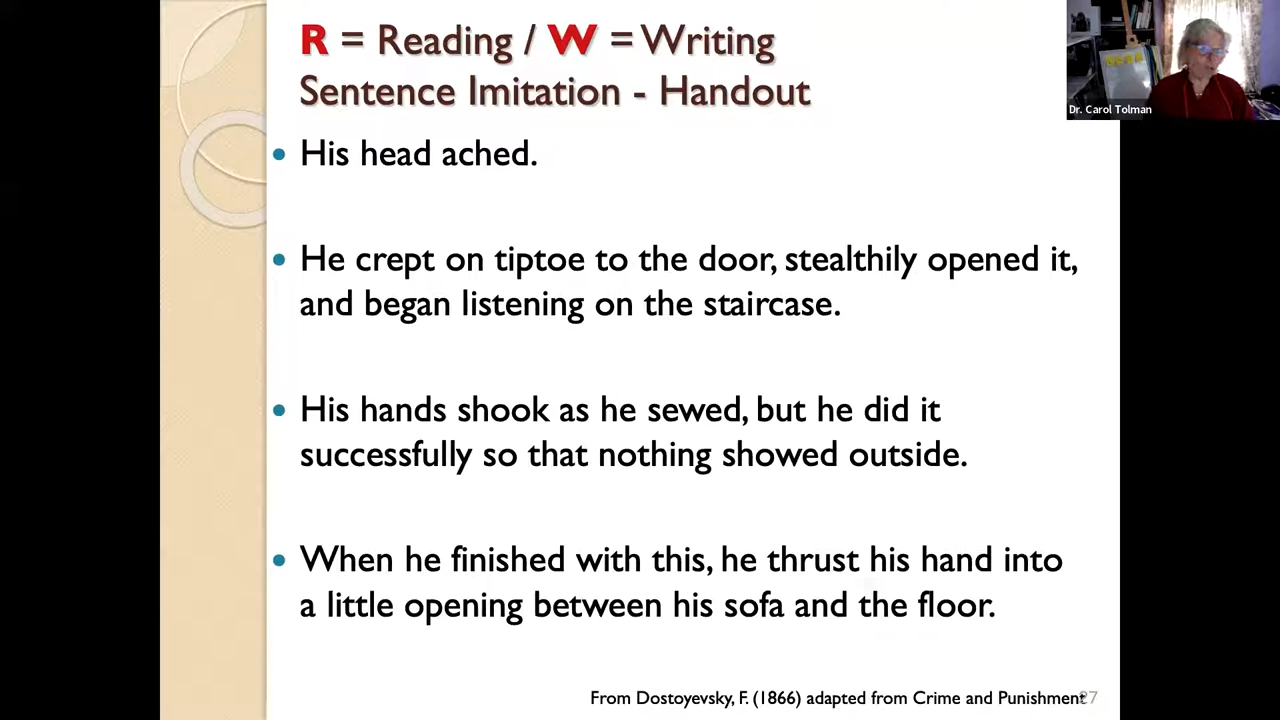 R = Reading / W = Writing
Sentence Imitation - Handout
Dr. Carol Tolman
• His head ached.
• He crept on tiptoe to the door, stealthily opened it,
and began listening on the staircase.
• His hands shook as he sewed, but he did it
successfully so that nothing showed outside.
• When he finished with this, he thrust his hand into
a little opening between his sofa and the floor.
From Dostoyevsky, F. (1866) adapted from Crime and Punishment
27